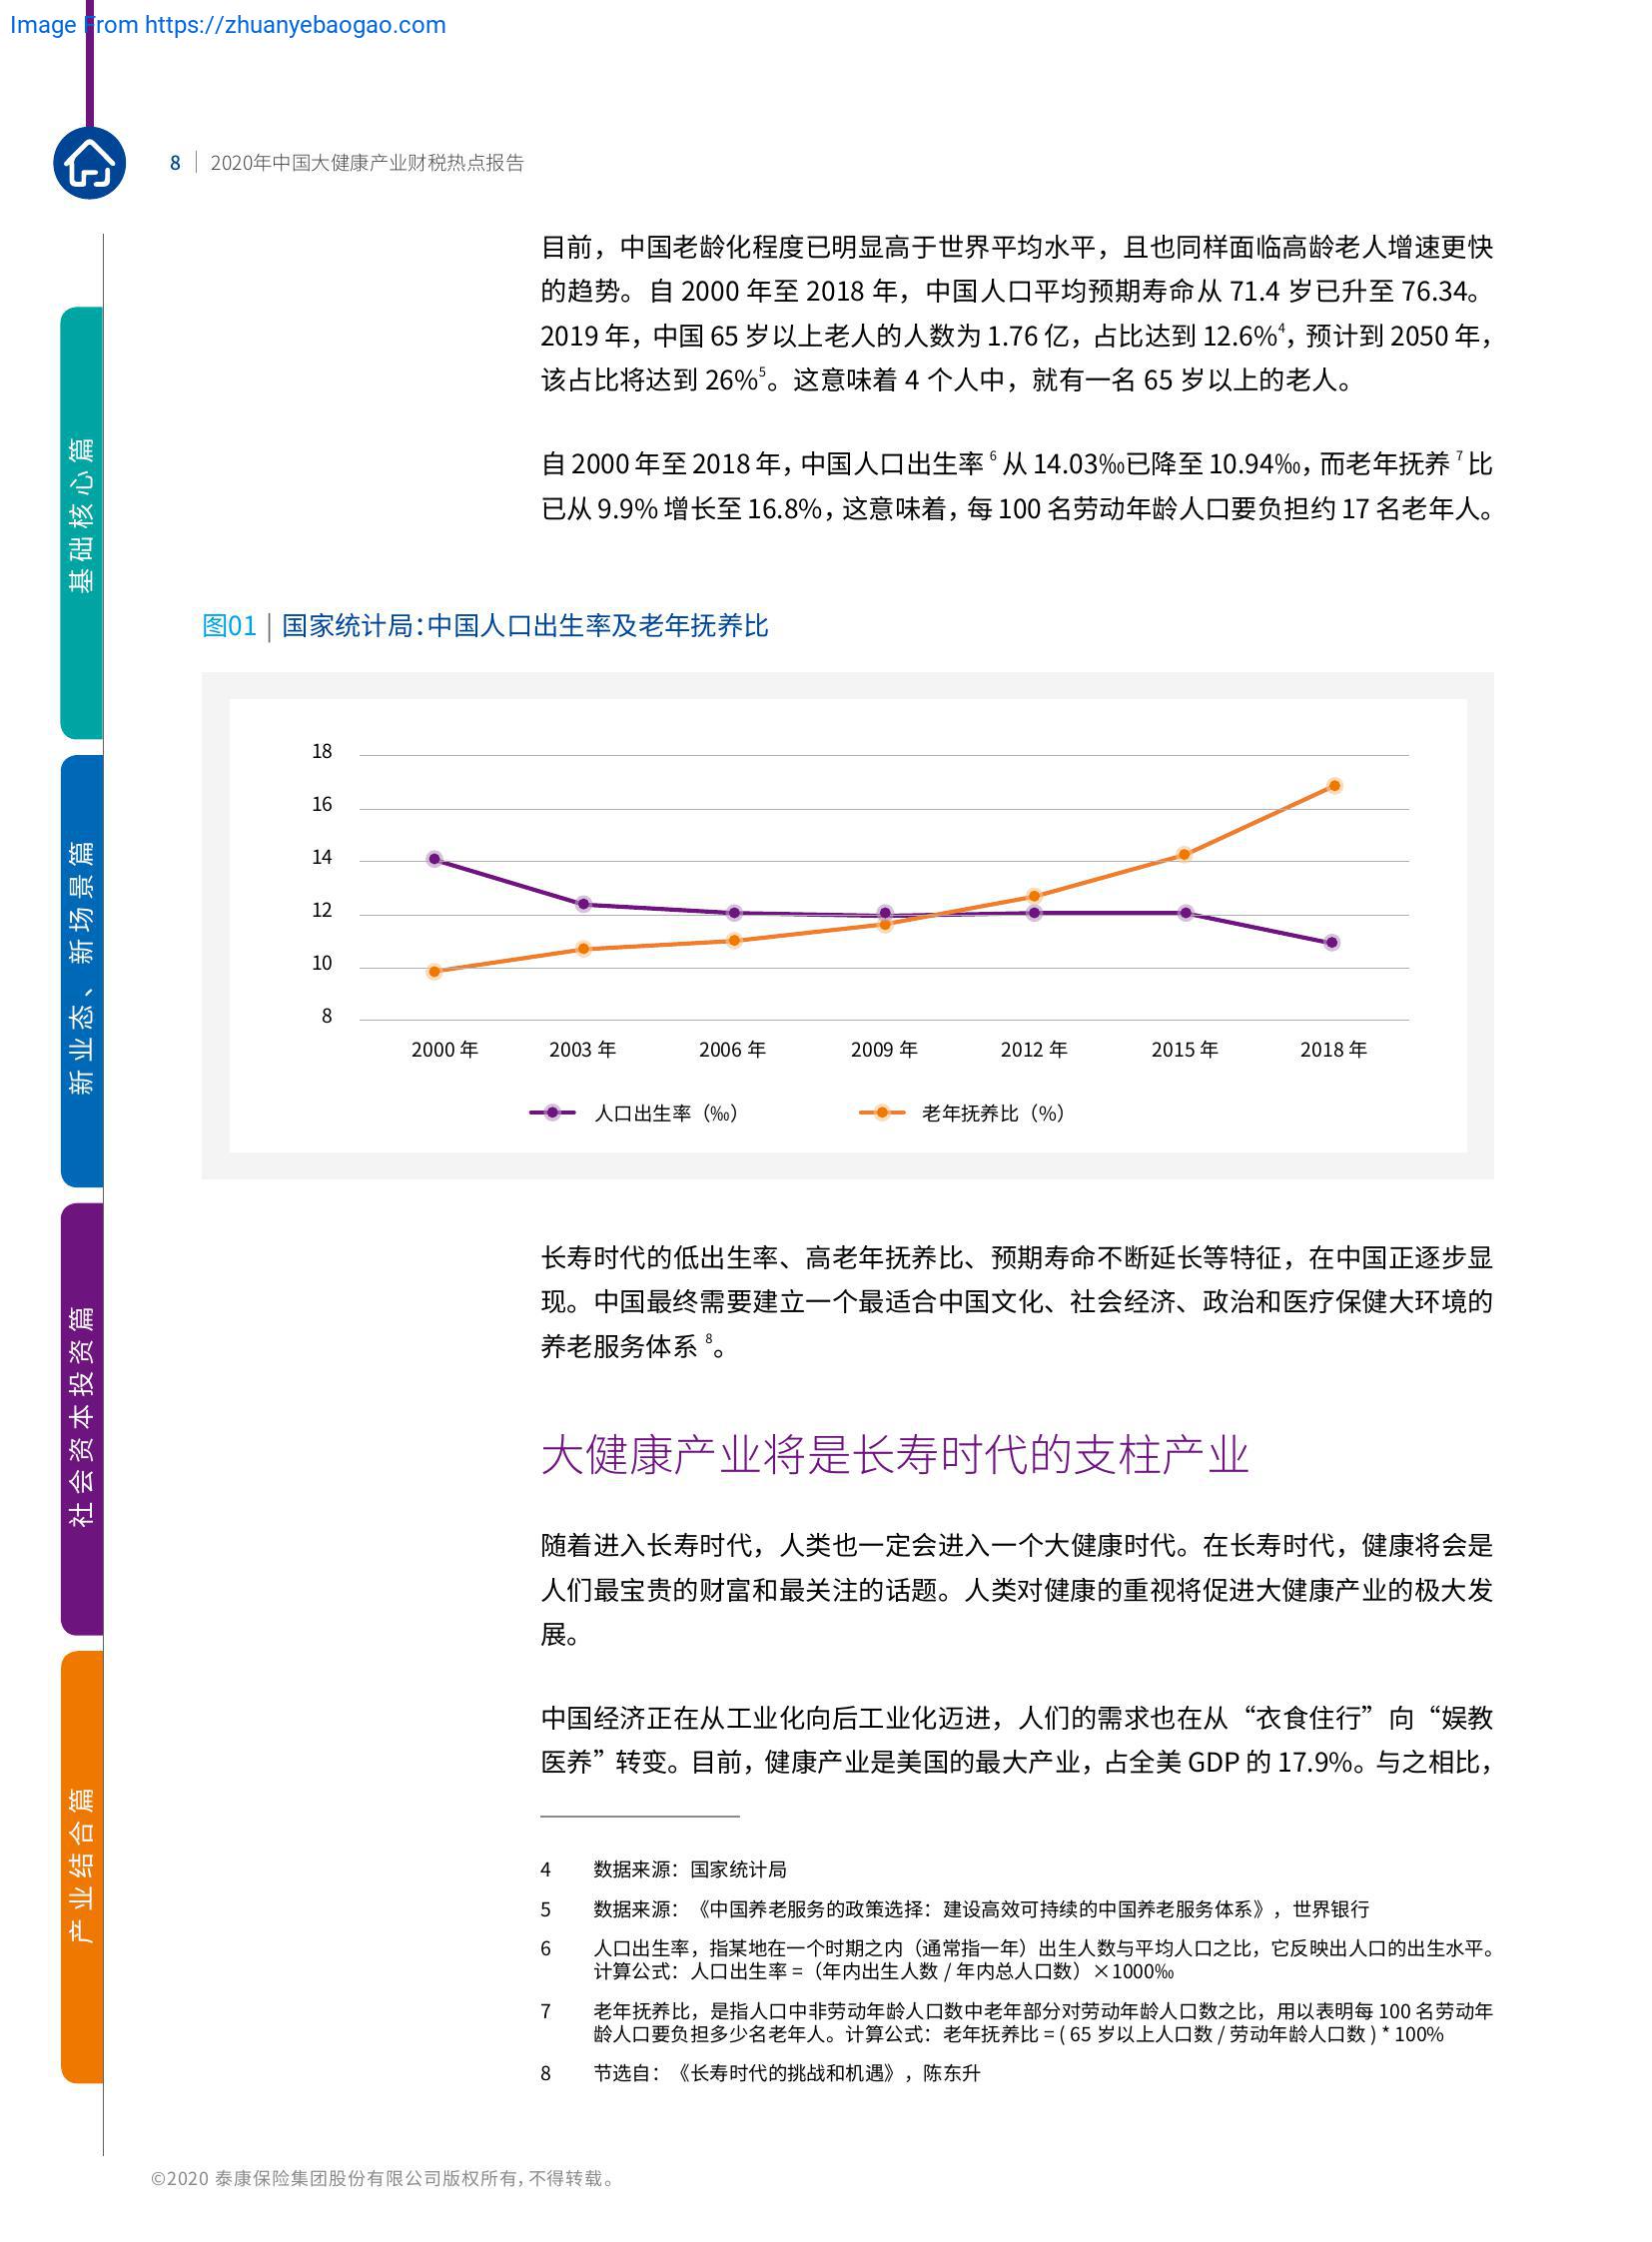 Image From https://zhuanyebaogao.com
8 | 2020年中国大健康产业财税热点报告
目前，中国老龄化程度已明显高于世界平均水平，且也同样面临高龄老人增速更快
的趋势。自 2000 年至 2018 年，中国人口平均预期寿命从 71.4 岁已升至 76.34。
2019 年，中国 65 岁以上老人的人数为 1.76 亿，占比达到 12.6%⁴，预计到 2050 年，
该占比将达到 26%⁵。这意味着 4 个人中，就有一名 65 岁以上的老人。
自 2000 年至 2018 年，中国人口出生率 ⁶ 从 14.03‰已降至 10.94‰，而老年抚养 ⁷ 比
已从 9.9% 增长至 16.8%，这意味着，每 100 名劳动年龄人口要负担约 17 名老年人。
图01 | 国家统计局：中国人口出生率及老年抚养比
18
16
14
12
10
8
2000 年 2003 年 2006 年 2009 年 2012 年 2015 年 2018 年
人口出生率（‰） 老年抚养比（%）
长寿时代的低出生率、高老年抚养比、预期寿命不断延长等特征，在中国正逐步显
现。中国最终需要建立一个最适合中国文化、社会经济、政治和医疗保健大环境的
养老服务体系 ⁸。
大健康产业将是长寿时代的支柱产业
随着进入长寿时代，人类也一定会进入一个大健康时代。在长寿时代，健康将会是
人们最宝贵的财富和最关注的话题。人类对健康的重视将促进大健康产业的极大发
展。
中国经济正在从工业化向后工业化迈进，人们的需求也在从“衣食住行”向“娱教
医养”转变。目前，健康产业是美国的最大产业，占全美 GDP 的 17.9%。与之相比，
4 数据来源：国家统计局
5 数据来源：《中国养老服务的政策选择：建设高效可持续的中国养老服务体系》，世界银行
6 人口出生率，指某地在一个时期之内（通常指一年）出生人数与平均人口之比，它反映出人口的出生水平。
计算公式：人口出生率 =（年内出生人数 / 年内总人口数）×1000‰
7 老年抚养比，是指人口中非劳动年龄人口数中老年部分对劳动年龄人口数之比，用以表明每 100 名劳动年
龄人口要负担多少名老年人。计算公式：老年抚养比 = ( 65 岁以上人口数 / 劳动年龄人口数 ) * 100%
8 节选自：《长寿时代的挑战和机遇》，陈东升
基础核心篇
新业态、新场景篇
社会资本投资篇
产业结合篇
©2020 泰康保险集团股份有限公司版权所有，不得转载。